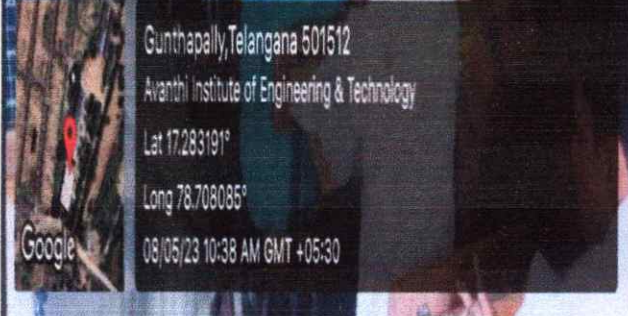 Gunthapally,Telangana 501512
Avanthi Institute of Engineering & Technology
Lat 17.283191°
Long 78.708085°
08/05/23 10:38 AM GMT +05:30
Google